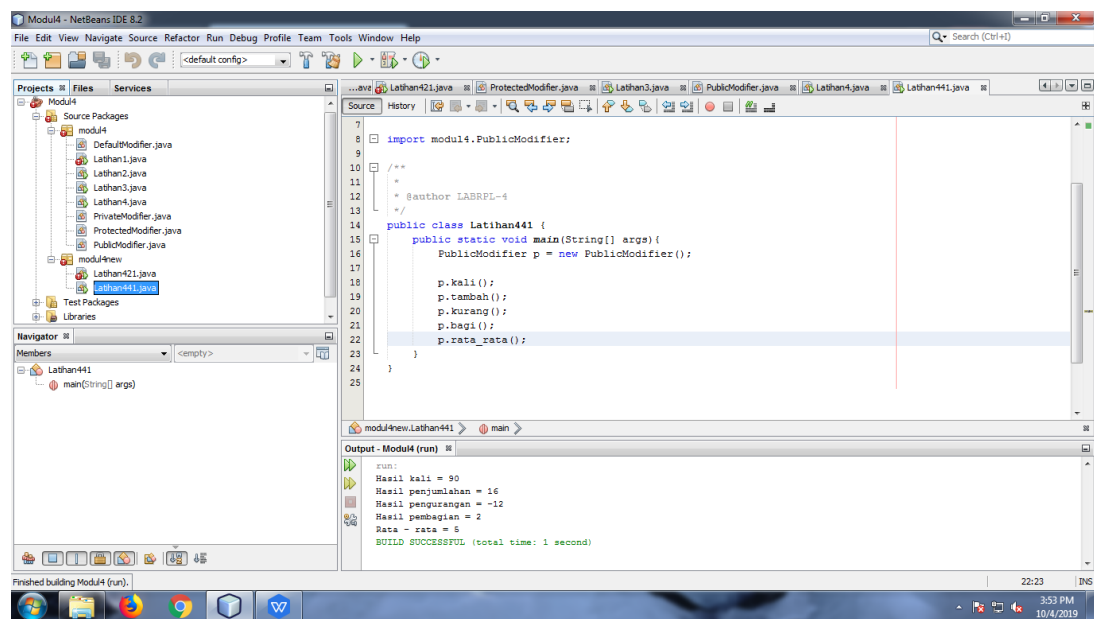 Modul4 - NetBeans IDE 8.2
File Edit View Navigate Source Refactor Run Debug Profile Team Tools Window Help
Search (Ctrl+I)
<default config>
Projects Files Services
Modul4
Source Packages
modul4
DefaultModifier.java
Latihan1.java
Latihan2.java
Latihan3.java
Latihan4.java
PrivateModifier.java
ProtectedModifier.java
PublicModifier.java
modul4new
Latihan421.java
Latihan441.java
Test Packages
Libraries
Navigator
Members <empty>
Latihan441
main(String[] args)
...ava Latihan421.java ProtectedModifier.java Latihan3.java PublicModifier.java Latihan4.java Latihan441.java
Source History
7
8 import modul4.PublicModifier;
9
10 /**
11 *
12 * @author LABRPL-4
13 */
14 public class Latihan441 {
15 public static void main(String[] args){
16 PublicModifier p = new PublicModifier();
17
18 p.kali();
19 p.tambah();
20 p.kurang();
21 p.bagi();
22 p.rata_rata();
23 }
24 }
25
modul4new.Latihan441 main
Output - Modul4 (run)
run:
Hasil kali = 90
Hasil penjumlahan = 16
Hasil pengurangan = -12
Hasil pembagian = 2
Rata - rata = 5
BUILD SUCCESSFUL (total time: 1 second)
Finished building Modul4 (run).
22:23 INS
3:53 PM
10/4/2019